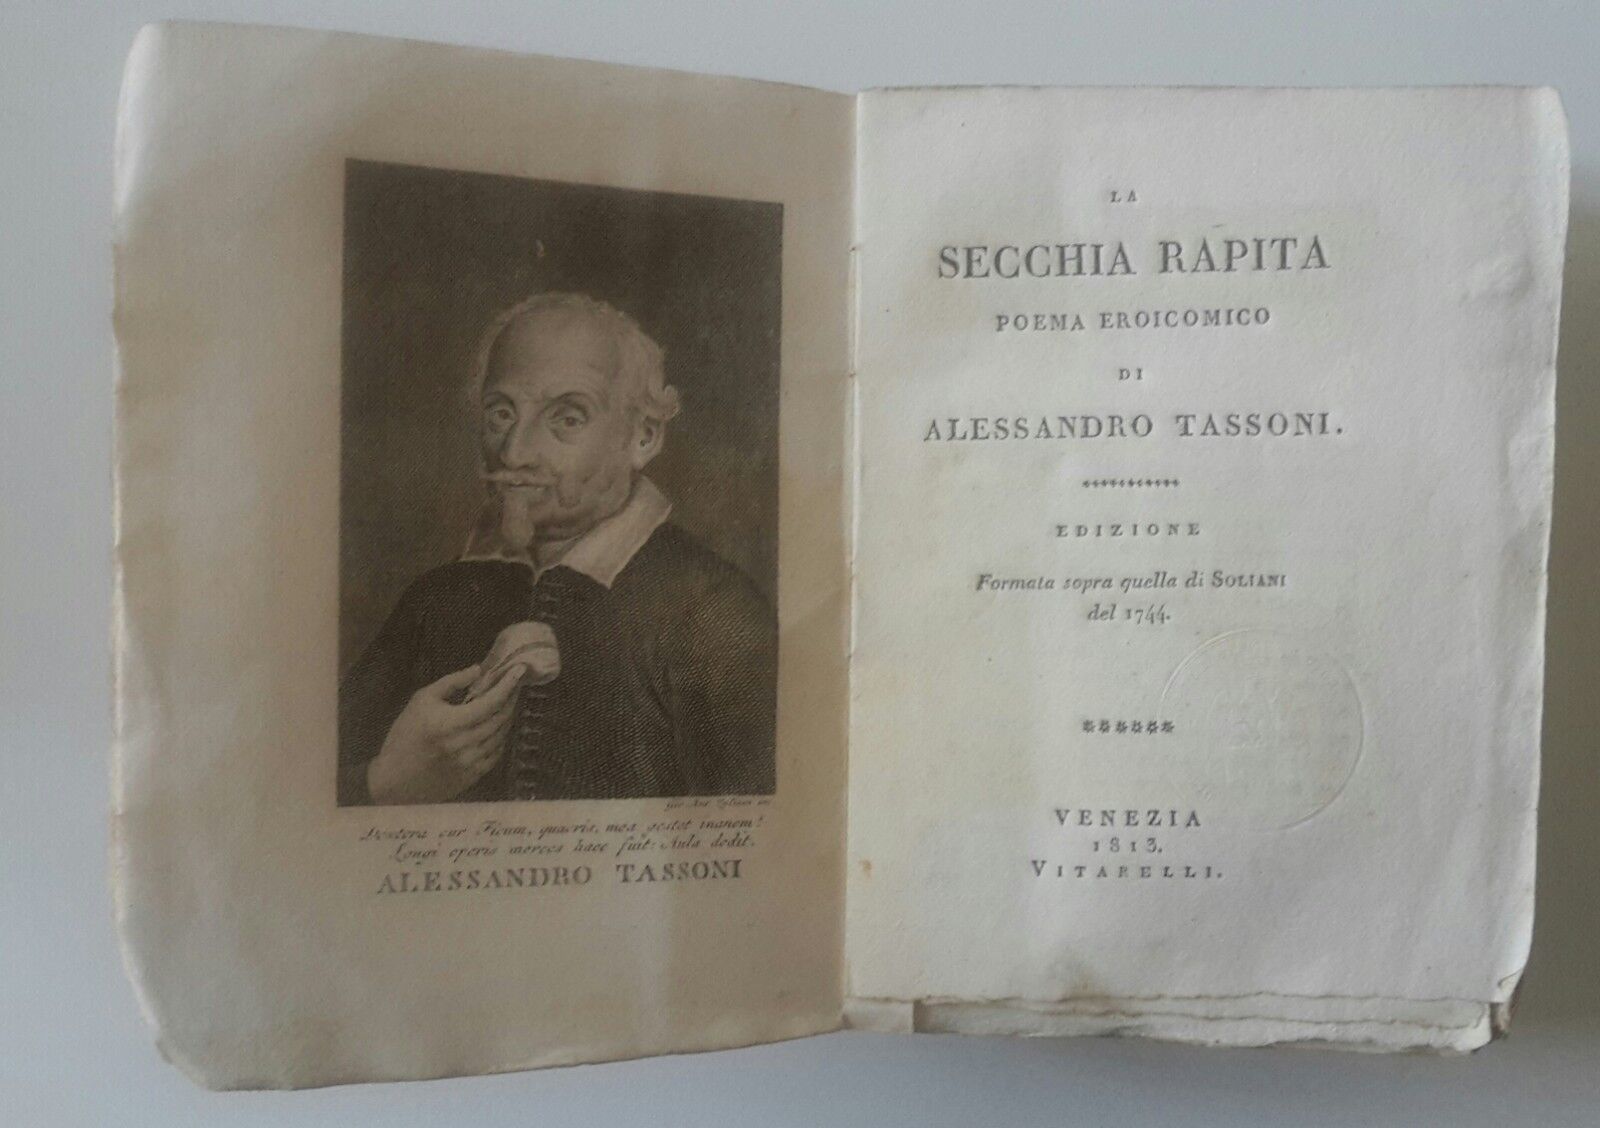 Dextera cur Ficum, quaeris, mea gestet inanem?
Longi operis merces haec fuit: Aula dedit.
ALESSANDRO TASSONI
LA
SECCHIA RAPITA
POEMA EROICOMICO
DI
ALESSANDRO TASSONI.
EDIZIONE
Formata sopra quella di SOLIANI
del 1744.
VENEZIA
1813.
VITARELLI.